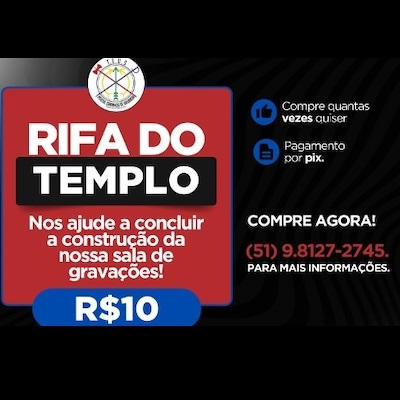 RIFA DO
TEMPLO
Nos ajude a concluir
a construção da
nossa sala de
gravações!
R$10
Compre quantas
vezes quiser
Pagamento
por pix.
COMPRE AGORA!
(51) 9.8127-2745.
PARA MAIS INFORMAÇÕES.